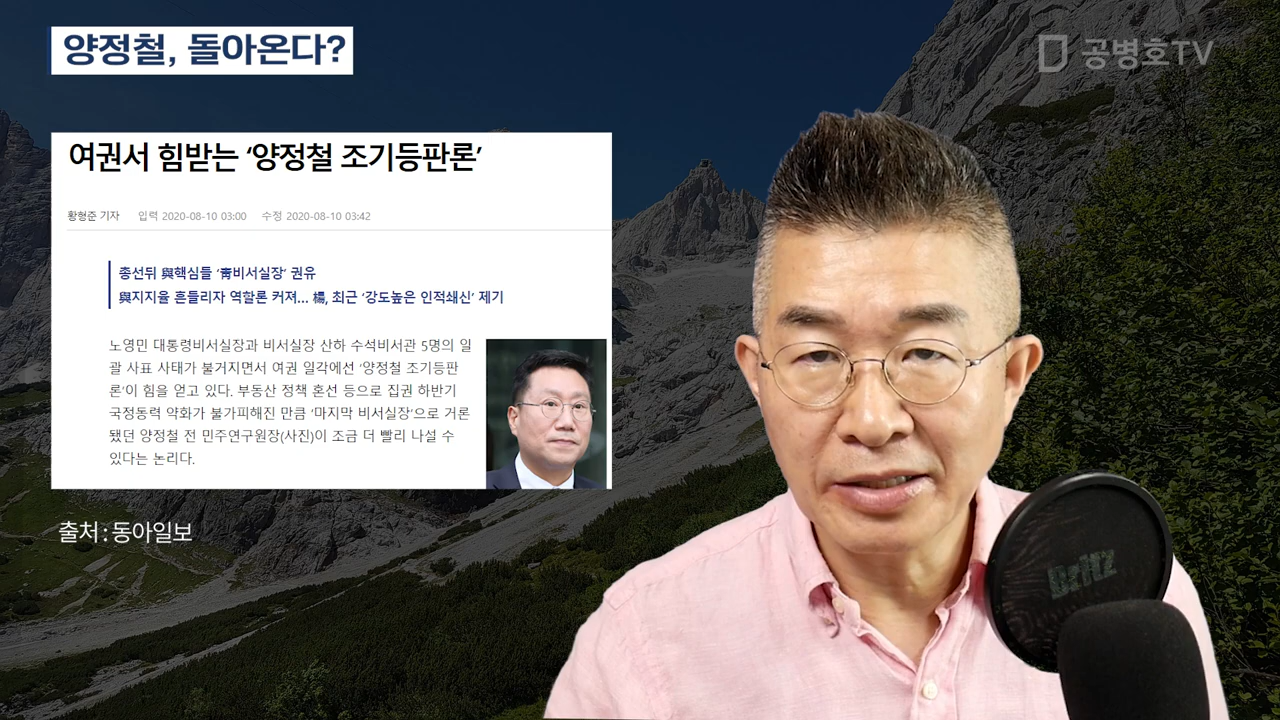 양정철, 돌아온다?
공병호TV
여권서 힘받는 ‘양정철 조기등판론’
황형준 기자 입력 2020-08-10 03:00 수정 2020-08-10 03:42
총선뒤 與핵심들 ‘靑비서실장’ 권유
與지지율 흔들리자 역할론 커져… 楊, 최근 ‘강도높은 인적쇄신’ 제기
노영민 대통령비서실장과 비서실장 산하 수석비서관 5명의 일
괄 사표 사태가 불거지면서 여권 일각에선 ‘양정철 조기등판
론’이 힘을 얻고 있다. 부동산 정책 혼선 등으로 집권 하반기
국정동력 약화가 불가피해진 만큼 ‘마지막 비서실장’으로 거론
됐던 양정철 전 민주연구원장(사진)이 조금 더 빨리 나설 수
있다는 논리다.
출처 : 동아일보
Britz